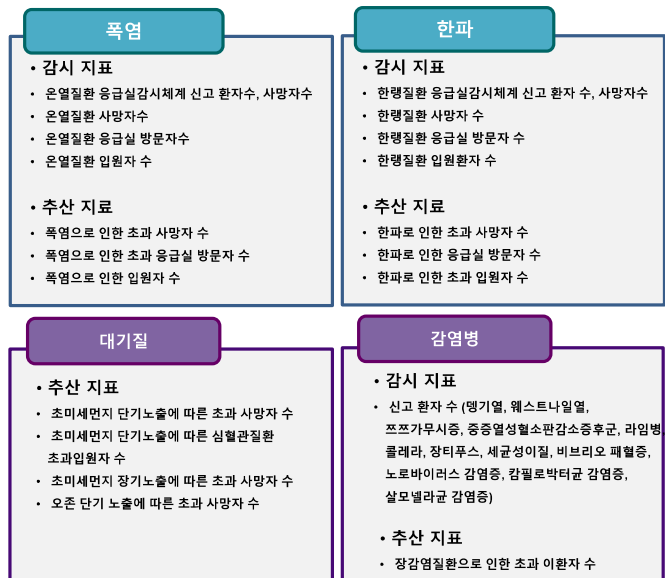 폭염
• 감시 지표
• 온열질환 응급실감시체계 신고 환자수, 사망자수
• 온열질환 사망자수
• 온열질환 응급실 방문자수
• 온열질환 입원자 수
• 추산 지료
• 폭염으로 인한 초과 사망자 수
• 폭염으로 인한 초과 응급실 방문자 수
• 폭염으로 인한 입원자 수
한파
• 감시 지표
• 한랭질환 응급실감시체계 신고 환자 수, 사망자수
• 한랭질환 사망자 수
• 한랭질환 응급실 방문자 수
• 한랭질환 입원환자 수
• 추산 지료
• 한파로 인한 초과 사망자 수
• 한파로 인한 응급실 방문자 수
• 한파로 인한 초과 입원자 수
대기질
• 추산 지표
• 초미세먼지 단기노출에 따른 초과 사망자 수
• 초미세먼지 단기노출에 따른 심혈관질환
초과입원자 수
• 초미세먼지 장기노출에 따른 초과 사망자 수
• 오존 단기 노출에 따른 초과 사망자 수
감염병
• 감시 지표
• 신고 환자 수 (뎅기열, 웨스트나일열,
쯔쯔가무시증, 중증열성혈소판감소증후군, 라임병,
콜레라, 장티푸스, 세균성이질, 비브리오 패혈증,
노로바이러스 감염증, 캄필로박터균 감염증,
살모넬라균 감염증)
• 추산 지표
• 장감염질환으로 인한 초과 이환자 수